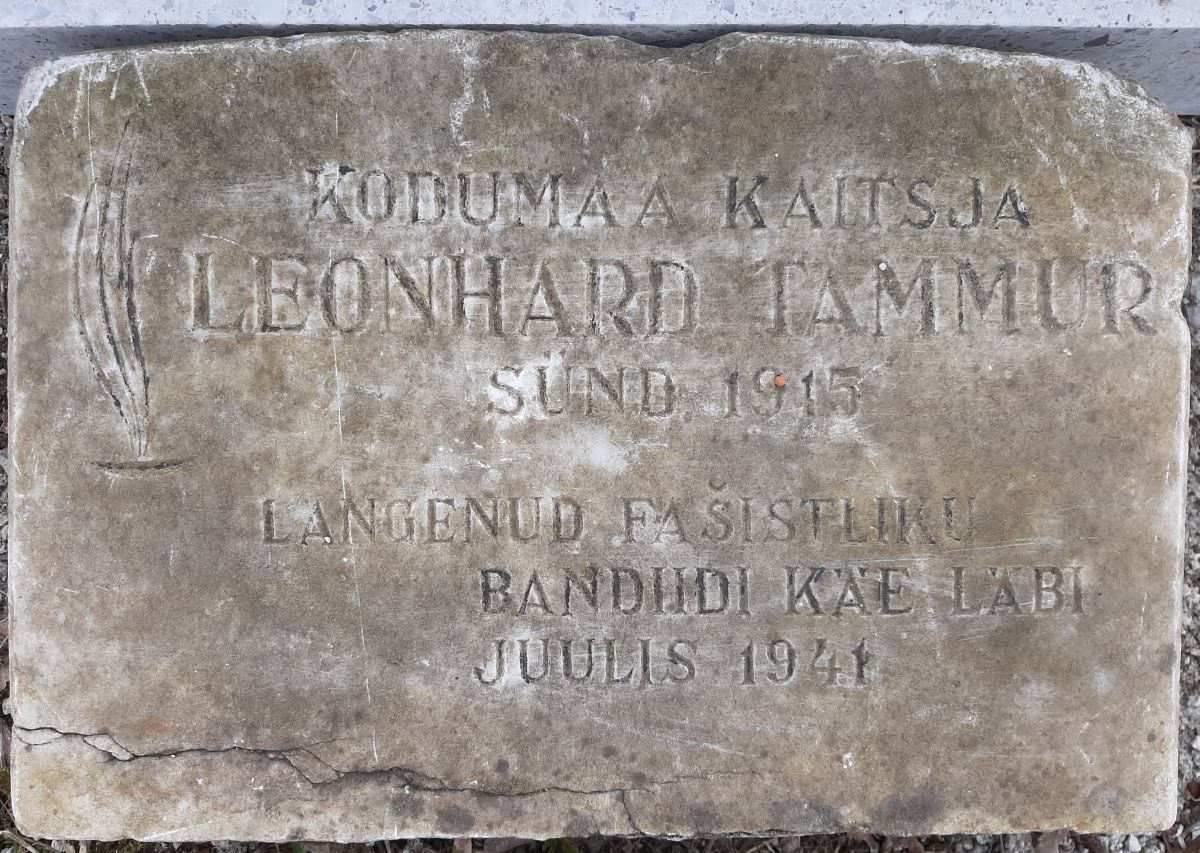 KODUMAA KAITSJA
LEONHARD TAMMUR
SÜND. 1915
LANGENUD FAŠISTLIKU
BANDIIDI KÄE LÄBI
JUULIS 1941